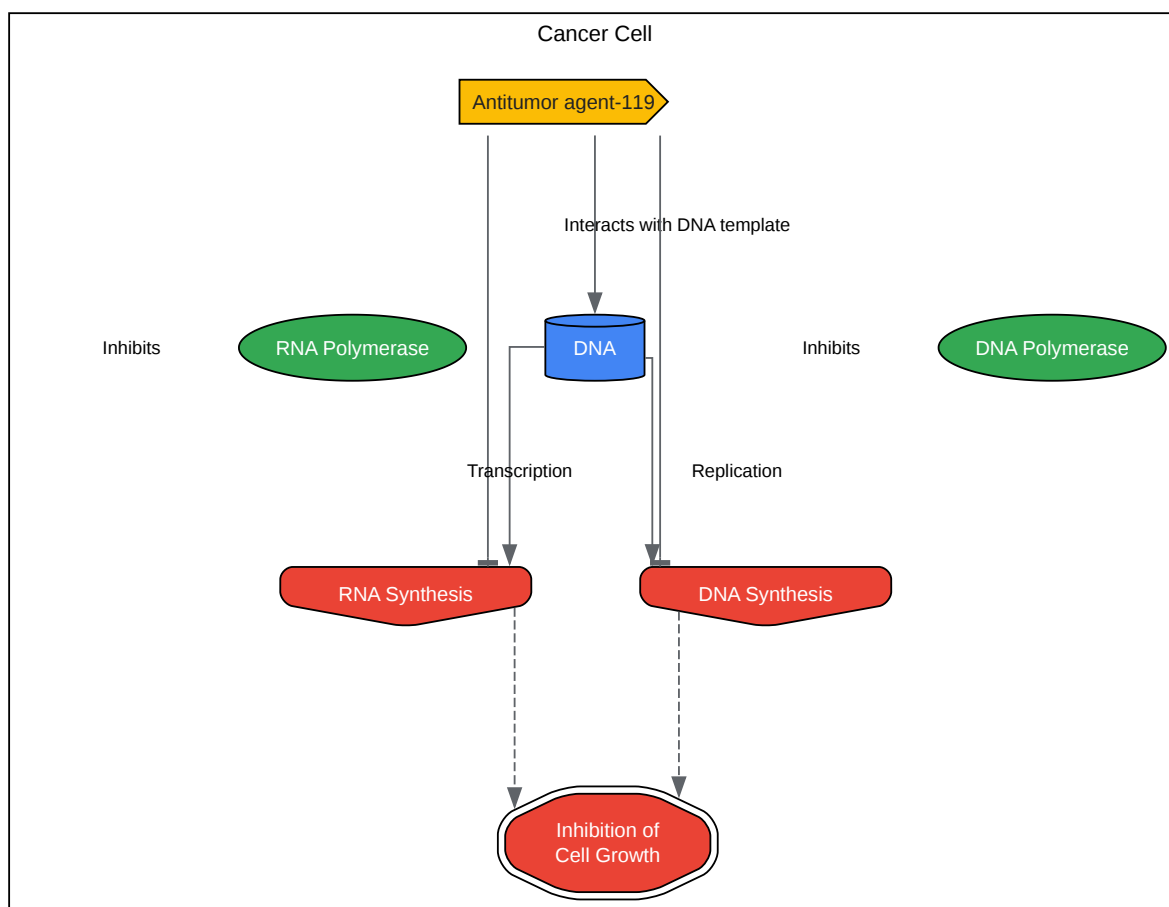 Cancer Cell
Antitumor agent-119
Interacts with DNA template
Inhibits
RNA Polymerase
DNA
Inhibits
DNA Polymerase
Transcription
Replication
RNA Synthesis
DNA Synthesis
Inhibition of
Cell Growth